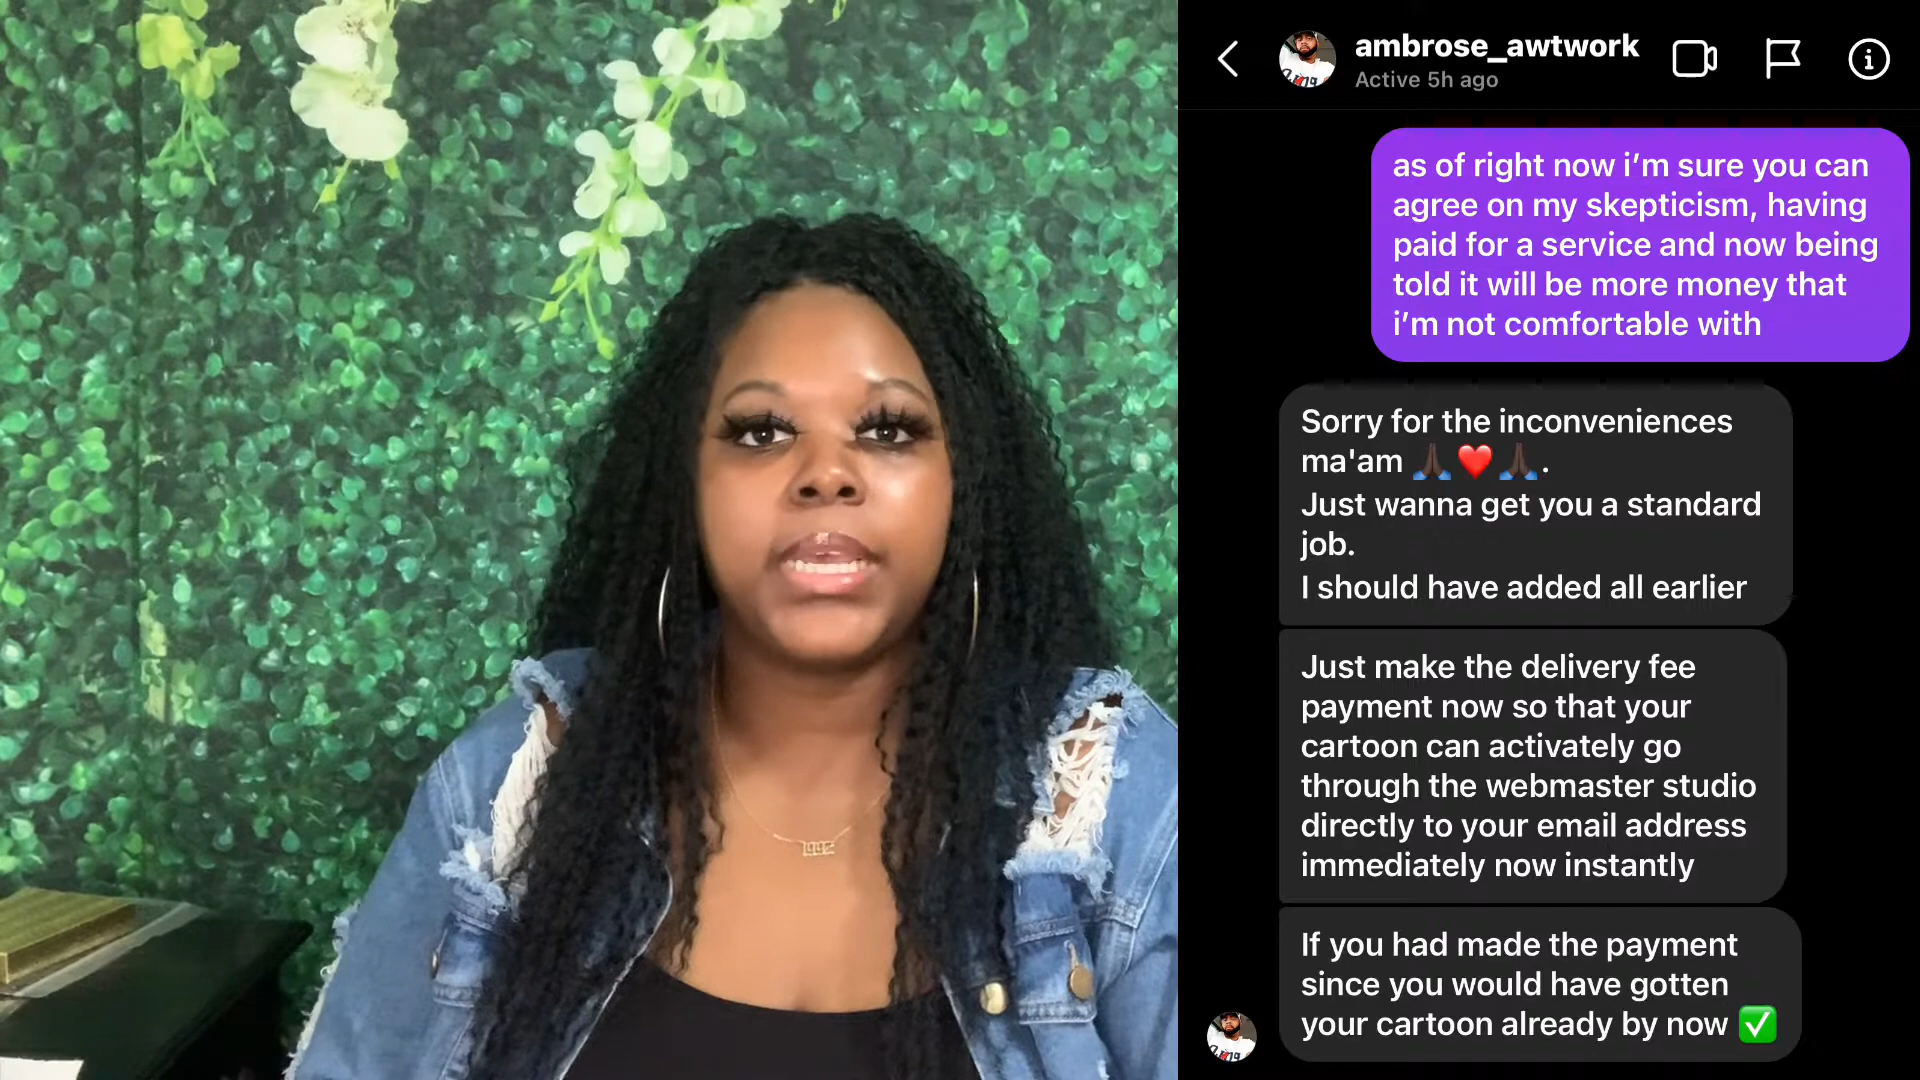 ambrose_awtwork
Active 5h ago
as of right now i’m sure you can
agree on my skepticism, having
paid for a service and now being
told it will be more money that
i’m not comfortable with
Sorry for the inconveniences
ma'am 🙏🏿❤️🙏🏿.
Just wanna get you a standard
job.
I should have added all earlier
Just make the delivery fee
payment now so that your
cartoon can activately go
through the webmaster studio
directly to your email address
immediately now instantly
If you had made the payment
since you would have gotten
your cartoon already by now ✅
1992